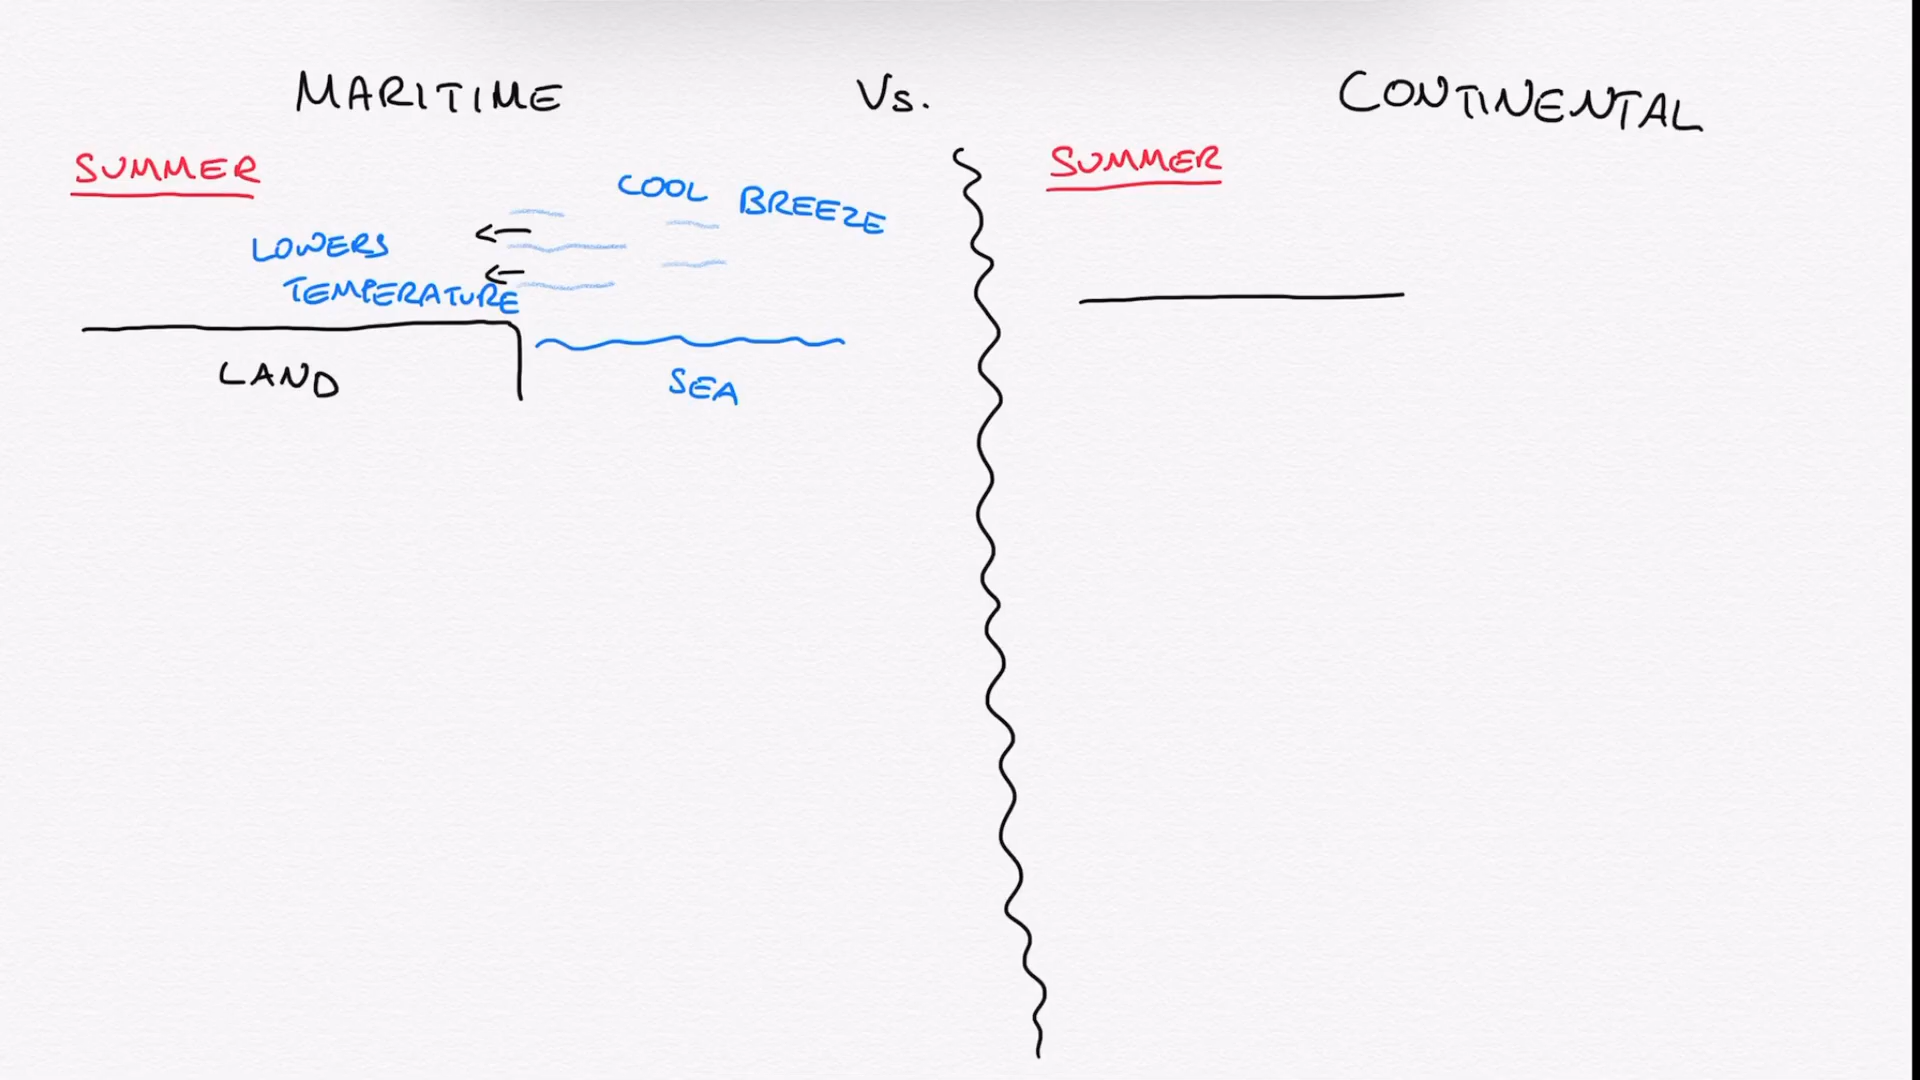 MARITIME Vs. CONTINENTAL
SUMMER
COOL BREEZE
LOWERS
TEMPERATURE
LAND
SEA
SUMMER